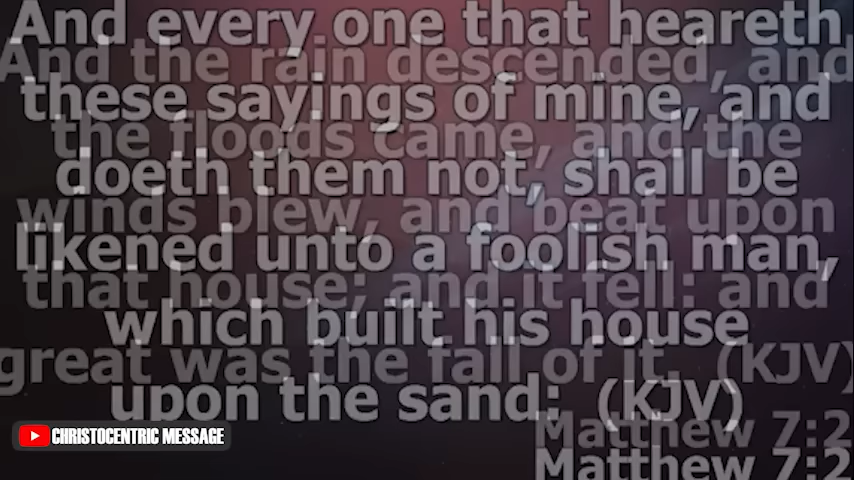 And every one that heareth
these sayings of mine, and
doeth them not, shall be
likened unto a foolish man,
which built his house
upon the sand: (KJV)
Matthew 7:2
And the rain descended, and
the floods came, and the
winds blew, and beat upon
that house; and it fell: and
great was the fall of it. (KJV)
Matthew 7:2
CHRISTOCENTRIC MESSAGE